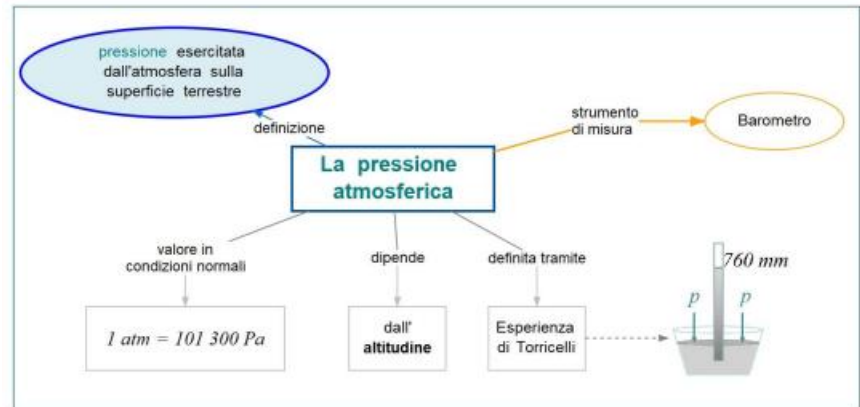 pressione esercitata
dall'atmosfera sulla
superficie terrestre
definizione
strumento
di misura
Barometro
La pressione
atmosferica
valore in
condizioni normali
dipende
definita tramite
1 atm = 101 300 Pa
dall'
altitudine
Esperienza
di Torricelli
760 mm
p p